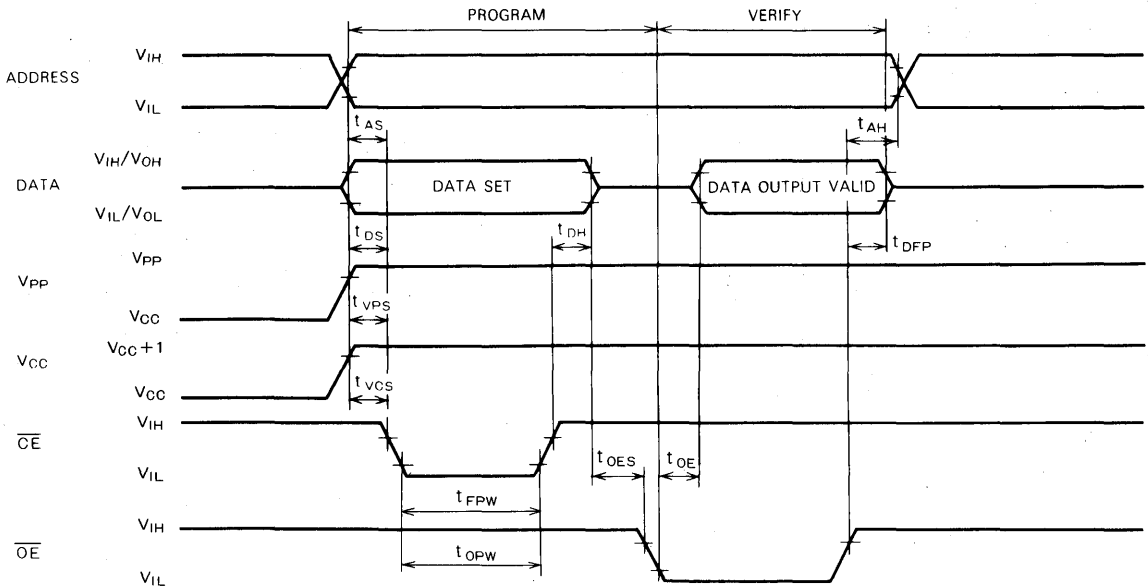 PROGRAM VERIFY
VIH
ADDRESS
VIL
tAS tAH
VIH/VOH
DATA DATA SET DATA OUTPUT VALID
VIL/VOL
tDS tDH tDFP
VPP
VPP
tVPS
VCC
VCC+1
VCC
tVCS
VCC
VIH
CE
tOES tOE
VIL
tFPW
VIH
OE
tOPW
VIL